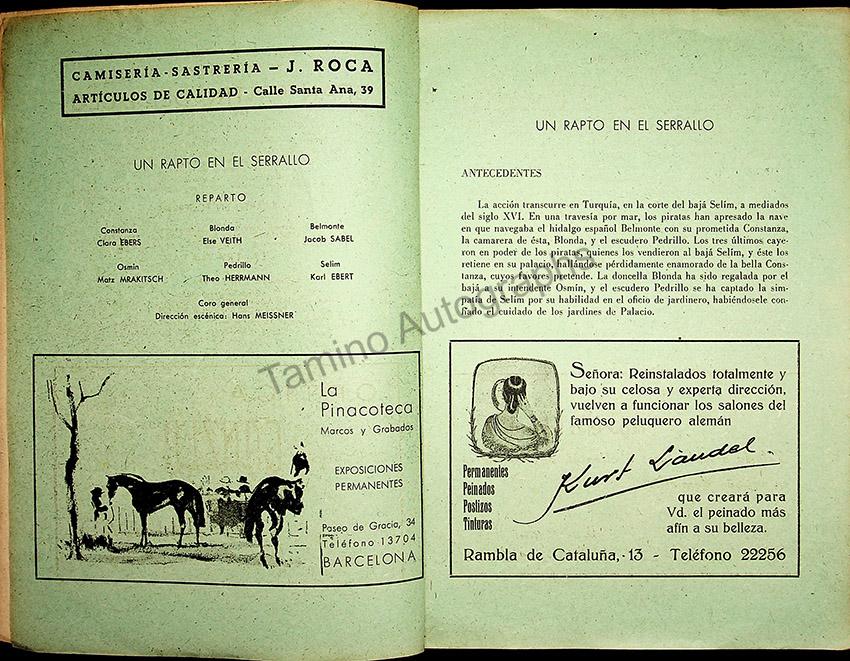 CAMISERÍA-SASTRERÍA – J. ROCA
ARTÍCULOS DE CALIDAD - Calle Santa Ana, 39
UN RAPTO EN EL SERRALLO
REPARTO
Constanza Blonda Belmonte
Clara EBERS Else VEITH Jacob SABEL
Osmin Pedrillo Selim
Matz MRAKITSCH Theo HERRMANN Karl EBERT
Coro general
Dirección escénica: Hans MEISSNER
La
Pinacoteca
Marcos y Grabados
EXPOSICIONES
PERMANENTES
Paseo de Gracia, 34
Teléfono 13704
BARCELONA
UN RAPTO EN EL SERRALLO
ANTECEDENTES
La acción transcurre en Turquía, en la corte del bajá Selím, a mediados
del siglo XVI. En una travesía por mar, los piratas han apresado la nave
en que navegaba el hidalgo español Belmonte con su prometida Constanza,
la camarera de ésta, Blonda, y el escudero Pedrillo. Los tres últimos caye-
ron en poder de los piratas quienes los vendieron al bajá Selím, y éste los
retiene en su palacio, hallándose pérdidamente enamorado de la bella Cons-
tanza, cuyos favores pretende. La doncella Blonda ha sido regalada por el
bajá a su intendente Osmín, y el escudero Pedrillo se ha captado la sim-
patía de Selím por su habilidad en el oficio de jardinero, habiéndosele con-
fiado el cuidado de los jardines de Palacio.
Señora: Reinstalados totalmente y
bajo su celosa y experta dirección,
vuelven a funcionar los salones del
famoso peluquero alemán
Kurt Laudel.
Permanentes
Peinados
Postizos
Tinturas
que creará para
Vd. el peinado más
afín a su belleza.
Rambla de Cataluña, 13 - Teléfono 22256
Tamino Autographs